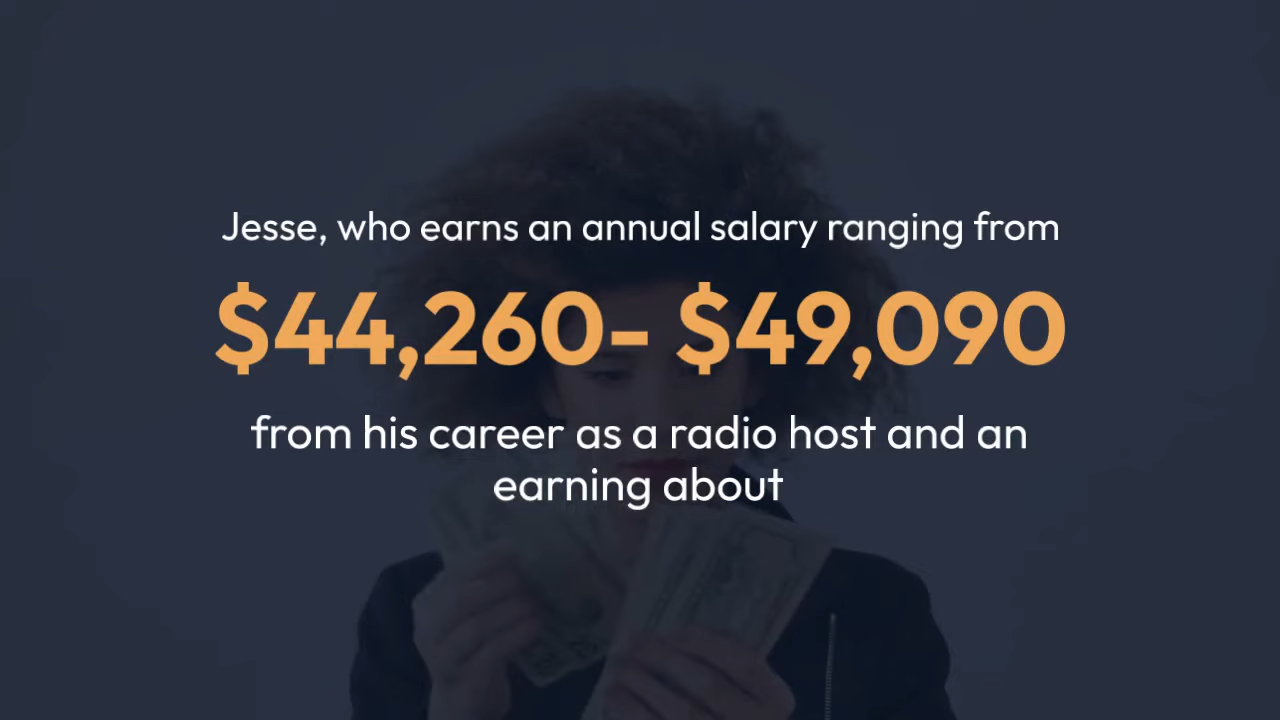 Jesse, who earns an annual salary ranging from
$44,260- $49,090
from his career as a radio host and an
earning about